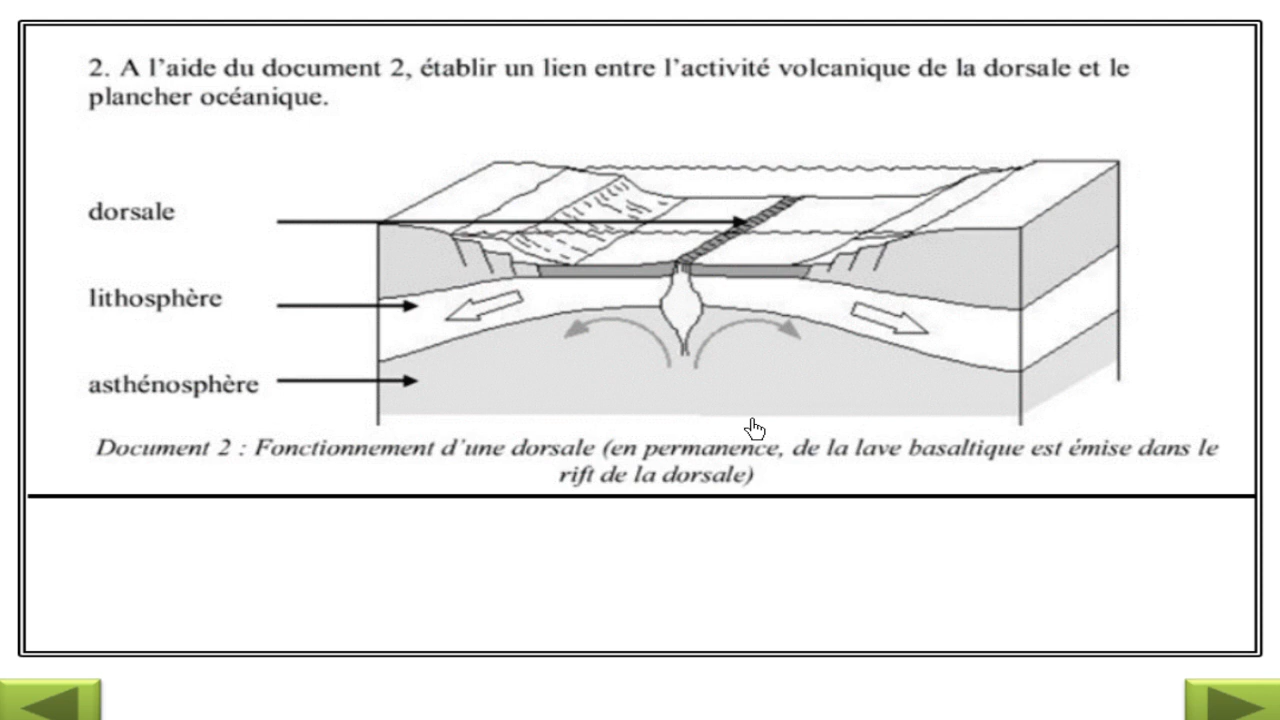 2. A l’aide du document 2, établir un lien entre l’activité volcanique de la dorsale et le
plancher océanique.
dorsale
lithosphère
asthénosphère
Document 2 : Fonctionnement d’une dorsale (en permanence, de la lave basaltique est émise dans le
rift de la dorsale)